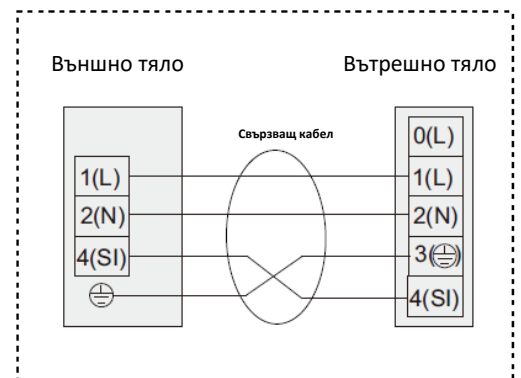 Външно тяло
Вътрешно тяло
Свързващ кабел
0(L)
1(L)
1(L)
2(N)
2(N)
4(SI)
3(⏚)
4(SI)